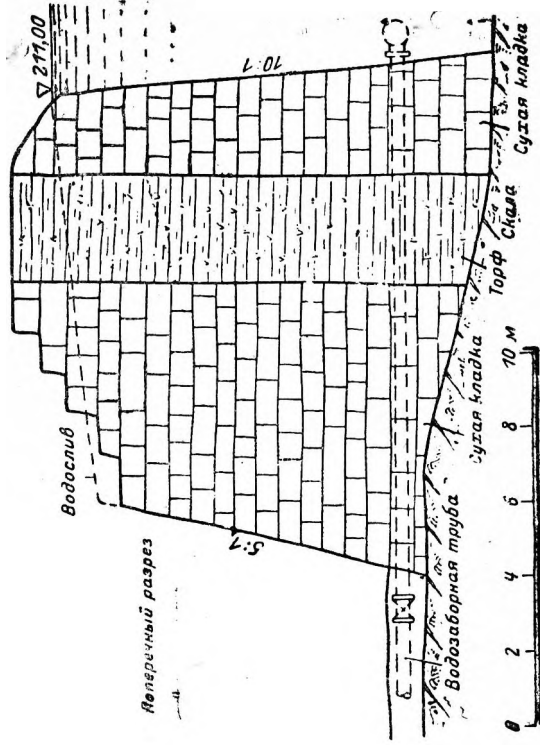 ▽ 211,00
10:1
Водослив
5:1
Поперечный разрез
Сухая кладка
Скала
Торф
Сухая кладка
Водозаборная труба
0 2 4 6 8 10 м